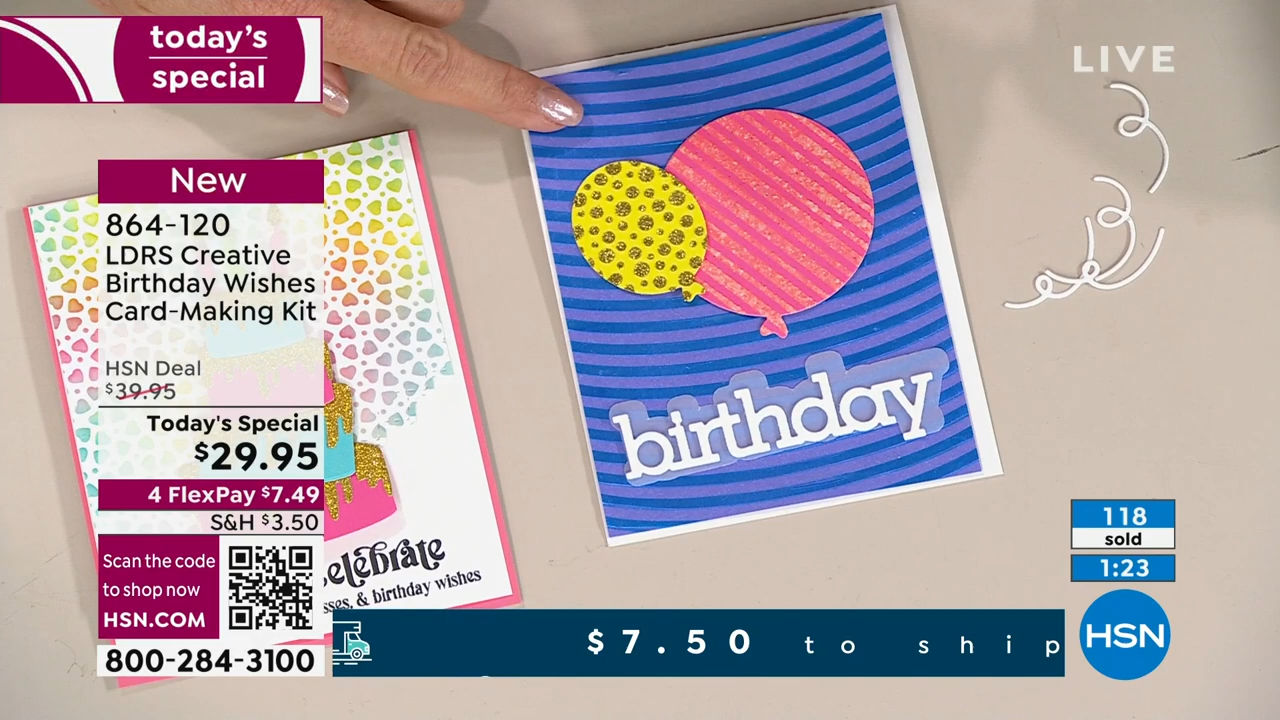 today's
special
LIVE
New
864-120
LDRS Creative
Birthday Wishes
Card-Making Kit
HSN Deal
$39.95
Today's Special
$29.95
4 FlexPay $7.49
S&H $3.50
Scan the code
to shop now
HSN.COM
800-284-3100
birthday
& birthday wishes
118
sold
1:23
$7.50 to ship
HSN